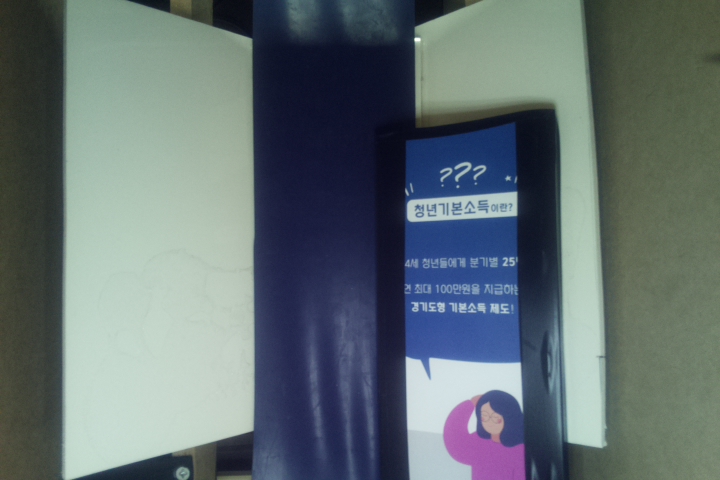 ???
청년기본소득이란?
4세 청년들에게 분기별 25
최대 100만원을 지급하는
경기도형 기본소득 제도!